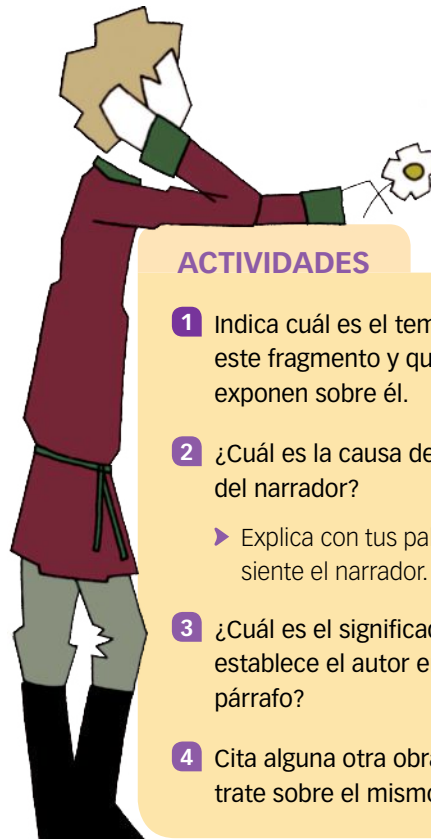 ACTIVIDADES
1 Indica cuál es el tem
este fragmento y qu
exponen sobre él.
2 ¿Cuál es la causa de
del narrador?
Explica con tus pa
siente el narrador.
3 ¿Cuál es el significa
establece el autor e
párrafo?
4 Cita alguna otra obra
trate sobre el mismo